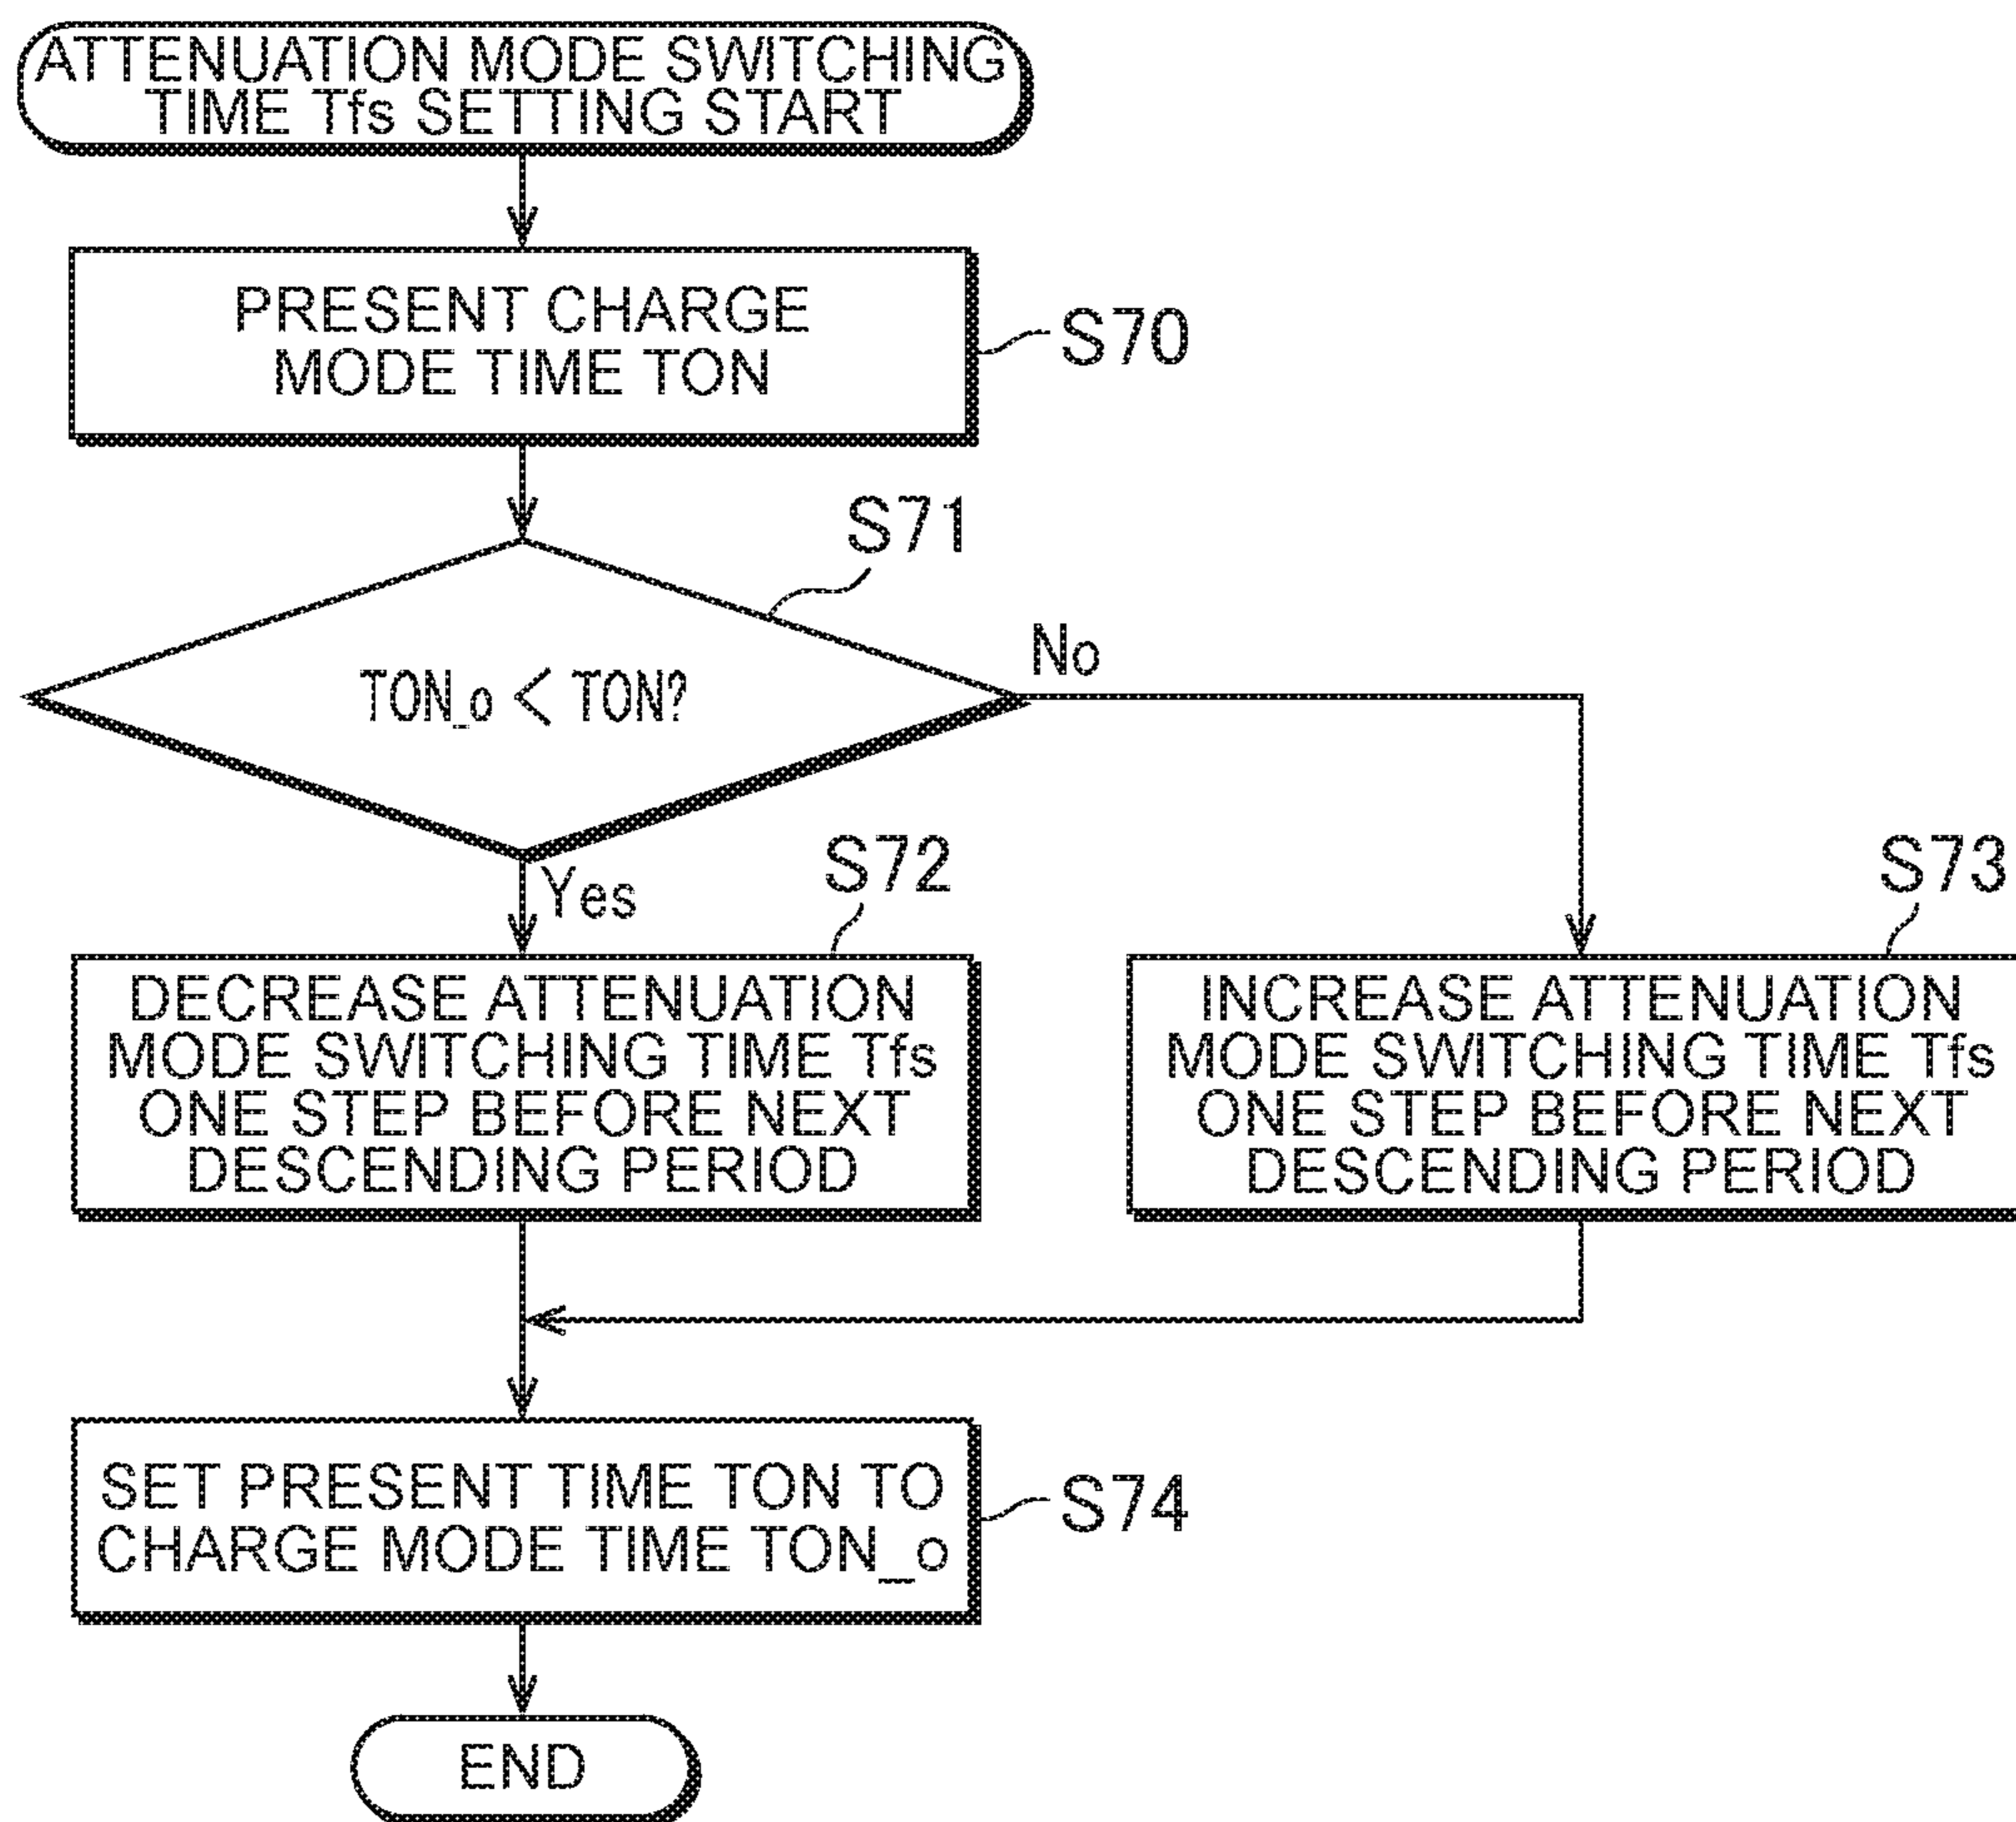 ATTENUATION MODE SWITCHING
TIME Tfs SETTING START
PRESENT CHARGE
MODE TIME TON
S70
S71
TON_o < TON?
No
Yes
S72
DECREASE ATTENUATION
MODE SWITCHING TIME Tfs
ONE STEP BEFORE NEXT
DESCENDING PERIOD
S73
INCREASE ATTENUATION
MODE SWITCHING TIME Tfs
ONE STEP BEFORE NEXT
DESCENDING PERIOD
SET PRESENT TIME TON TO
CHARGE MODE TIME TON_o
S74
END